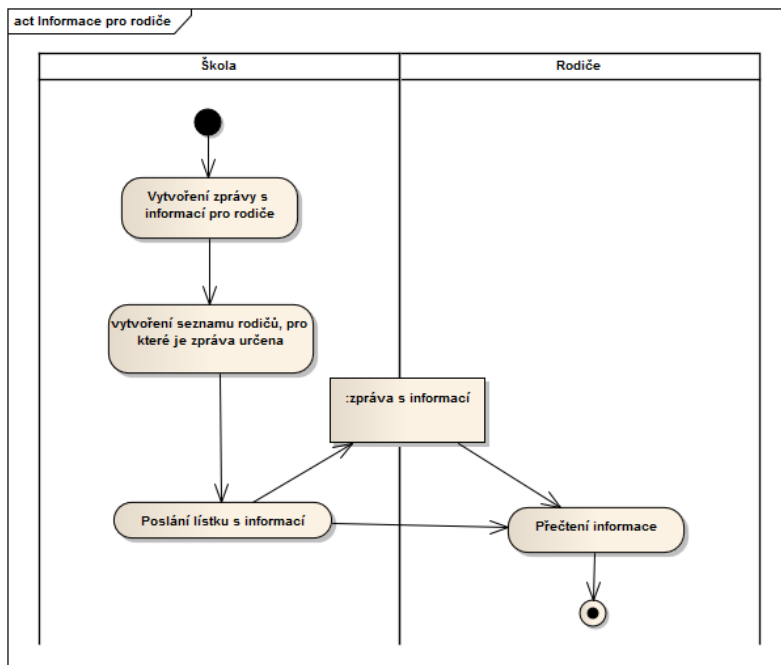 act Informace pro rodiče
Škola
Rodiče
Vytvoření zprávy s
informací pro rodiče
vytvoření seznamu rodičů, pro
které je zpráva určena
:zpráva s informací
Poslání lístku s informací
Přečtení informace